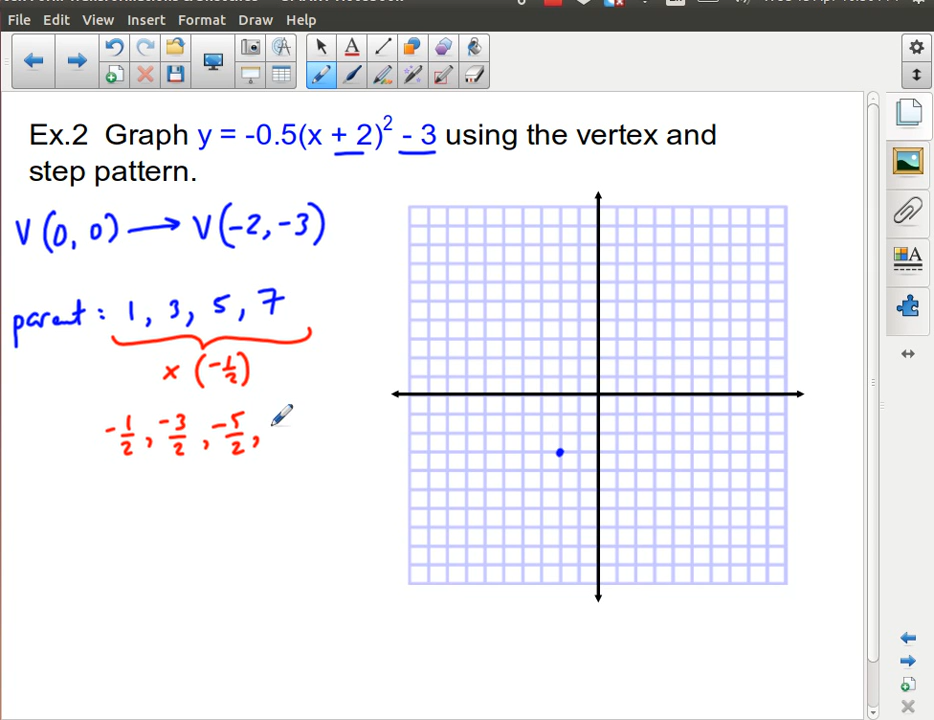 File Edit View Insert Format Draw Help
Ex.2 Graph y = -0.5(x + 2)² - 3 using the vertex and
step pattern.
V(0, 0) → V(-2, -3)
parent: 1, 3, 5, 7
x (-1/2)
-1/2, -3/2, -5/2,